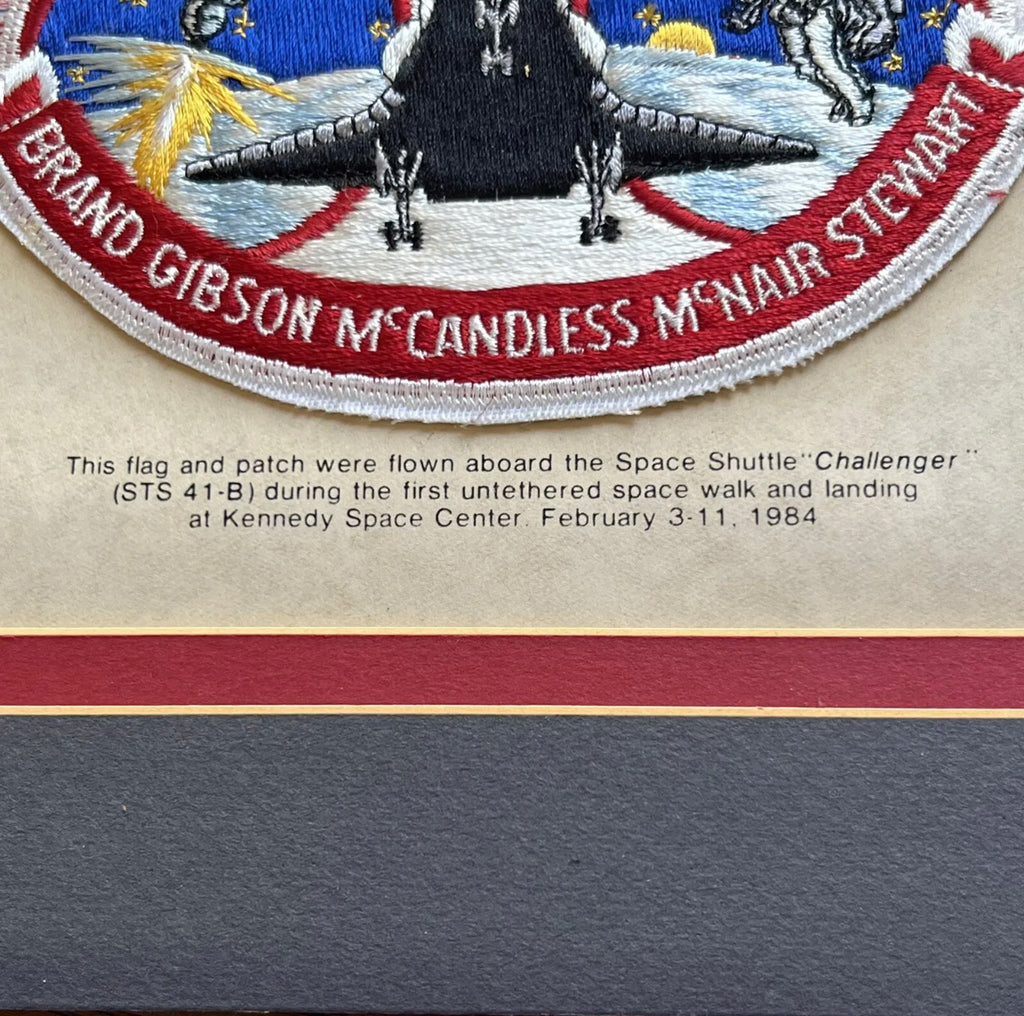 BRAND GIBSON McCANDLESS McNAIR STEWART
This flag and patch were flown aboard the Space Shuttle "Challenger"
(STS 41-B) during the first untethered space walk and landing
at Kennedy Space Center. February 3-11, 1984